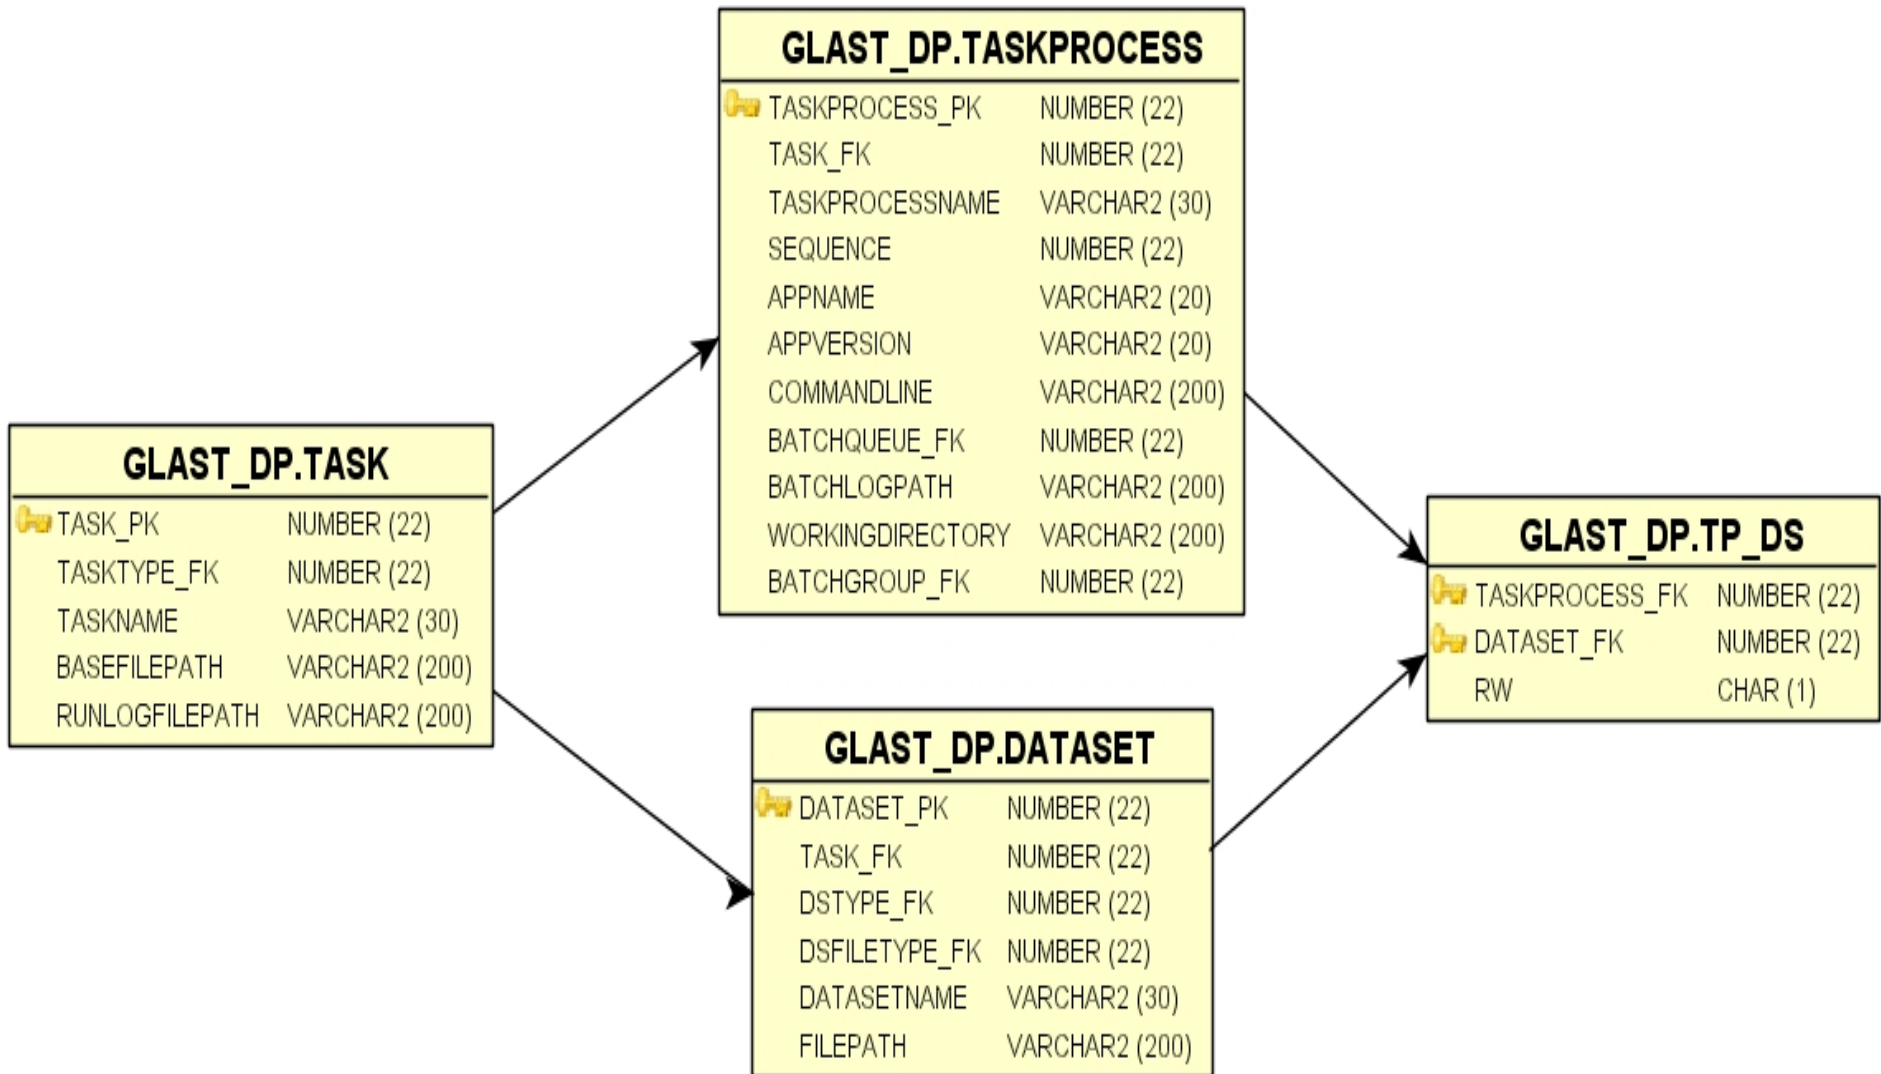 GLAST_DP.TASKPROCESS
TASKPROCESS_PK NUMBER (22)
TASK_FK NUMBER (22)
TASKPROCESSNAME VARCHAR2 (30)
SEQUENCE NUMBER (22)
APPNAME VARCHAR2 (20)
APPVERSION VARCHAR2 (20)
COMMANDLINE VARCHAR2 (200)
BATCHQUEUE_FK NUMBER (22)
BATCHLOGPATH VARCHAR2 (200)
WORKINGDIRECTORY VARCHAR2 (200)
BATCHGROUP_FK NUMBER (22)
GLAST_DP.TASK
TASK_PK NUMBER (22)
TASKTYPE_FK NUMBER (22)
TASKNAME VARCHAR2 (30)
BASEFILEPATH VARCHAR2 (200)
RUNLOGFILEPATH VARCHAR2 (200)
GLAST_DP.TP_DS
TASKPROCESS_FK NUMBER (22)
DATASET_FK NUMBER (22)
RW CHAR (1)
GLAST_DP.DATASET
DATASET_PK NUMBER (22)
TASK_FK NUMBER (22)
DSTYPE_FK NUMBER (22)
DSFILETYPE_FK NUMBER (22)
DATASETNAME VARCHAR2 (30)
FILEPATH VARCHAR2 (200)